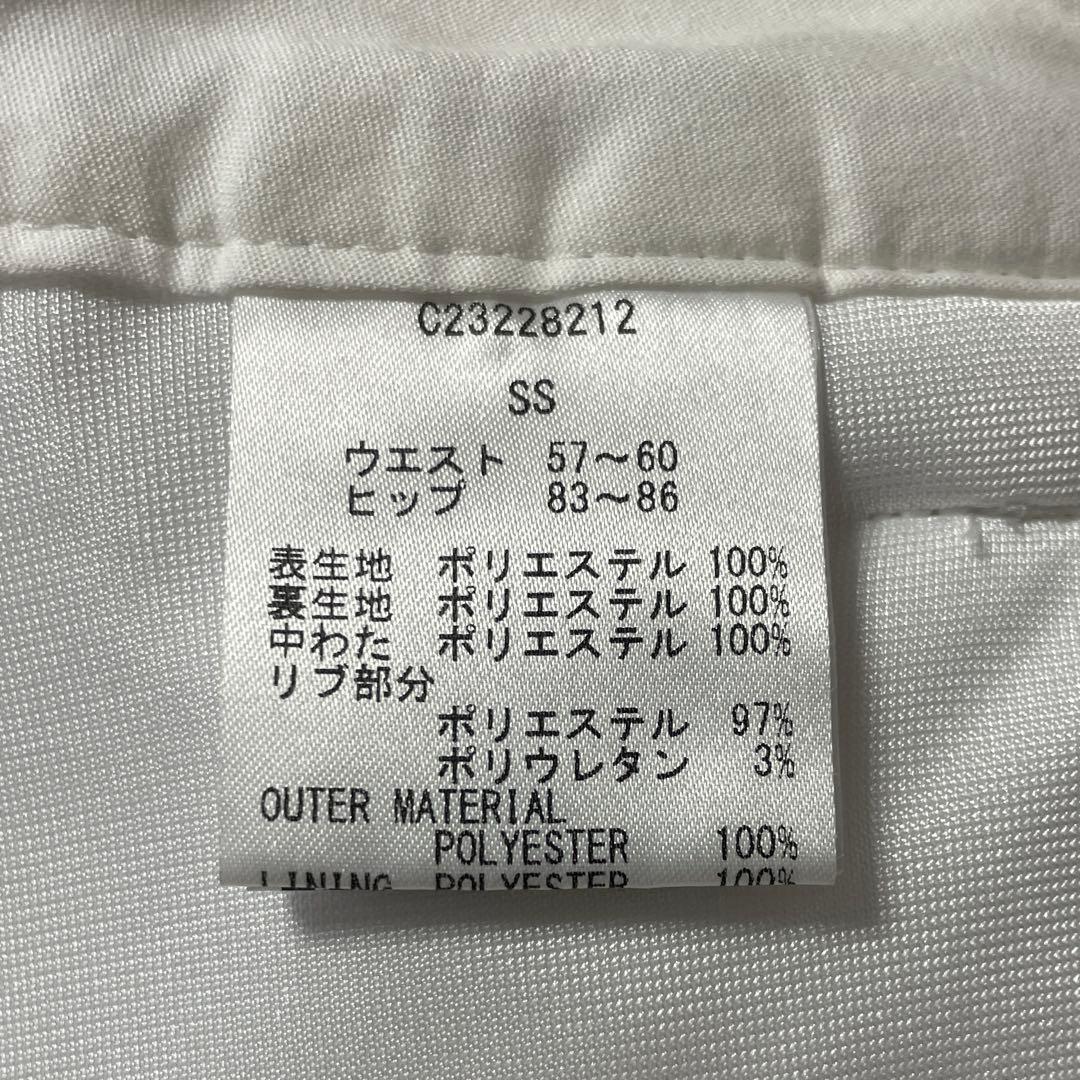 C23228212
SS
ウエスト 57～60
ヒップ 83～86
表生地 ポリエステル 100%
裏生地 ポリエステル 100%
中わた ポリエステル 100%
リブ部分
ポリエステル 97%
ポリウレタン 3%
OUTER MATERIAL
POLYESTER 100%
LINING POLYESTER 100%